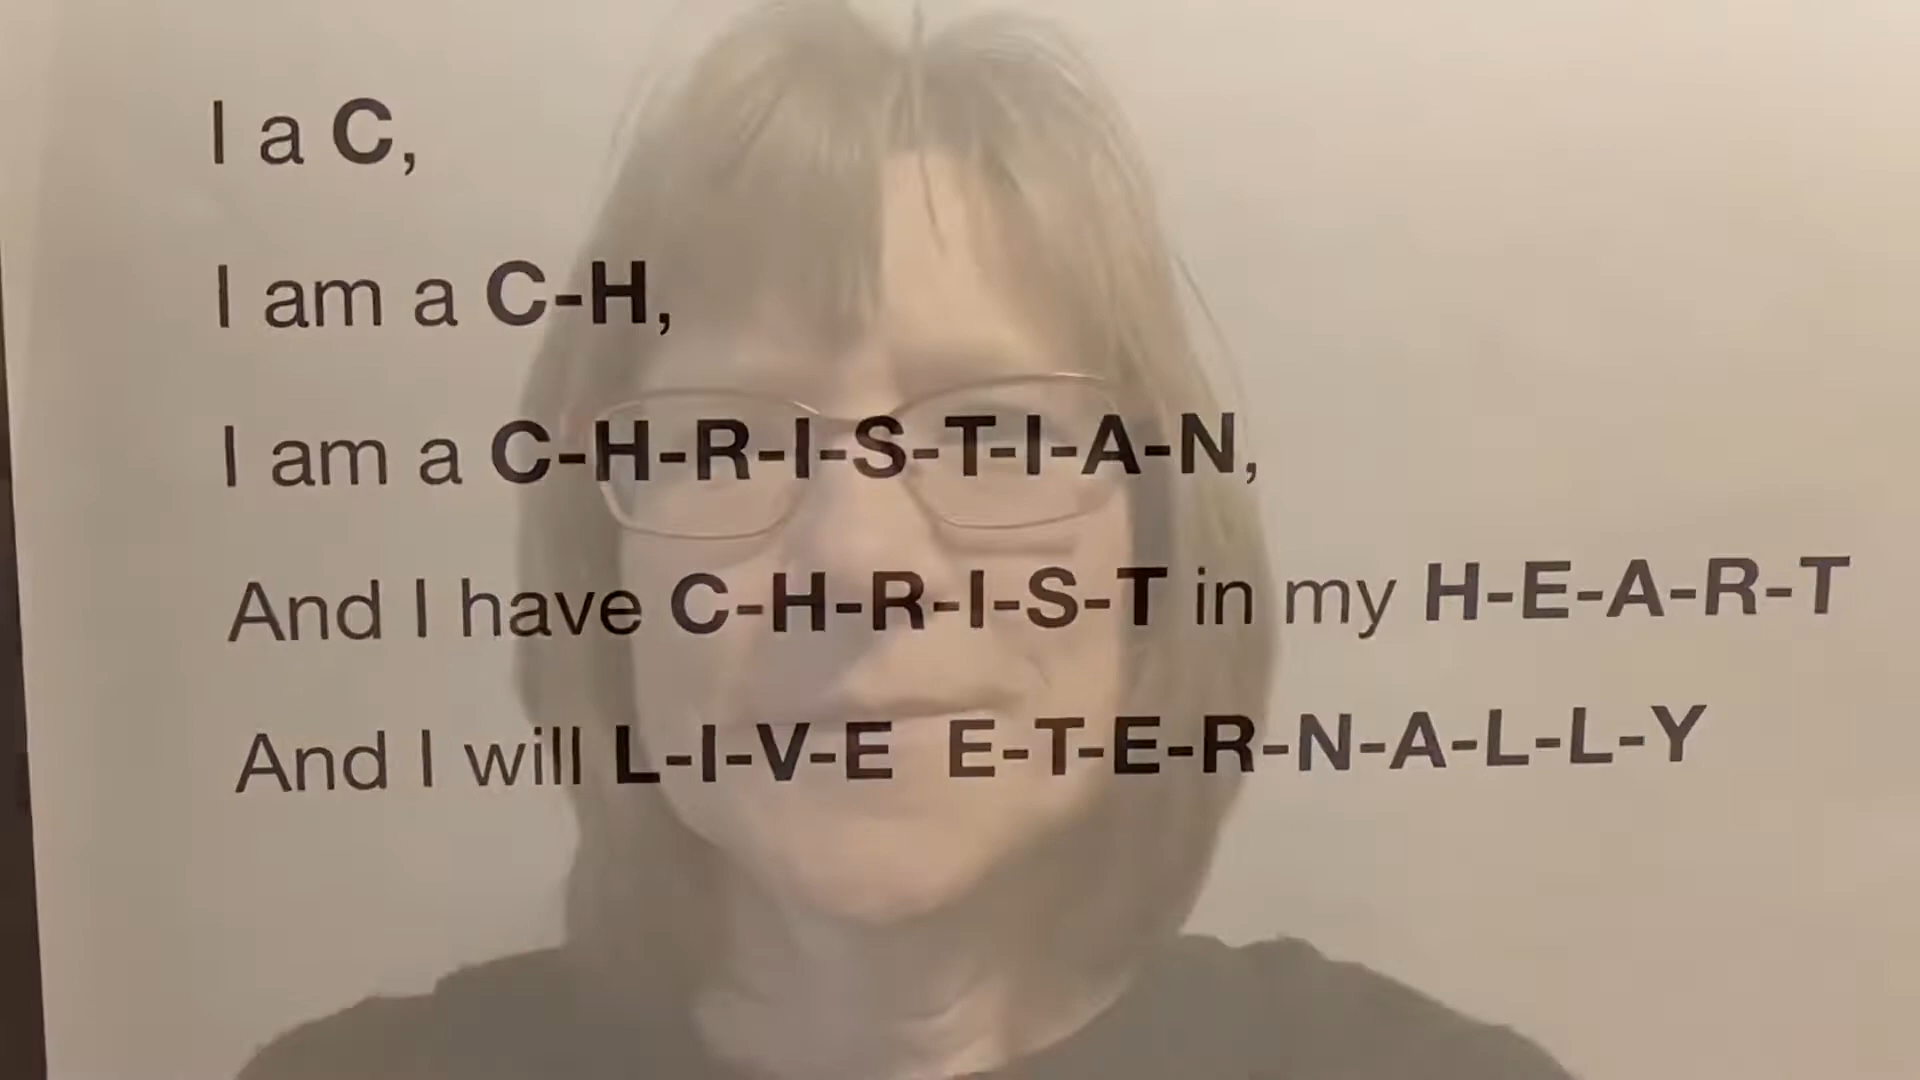 I a C,
I am a C-H,
I am a C-H-R-I-S-T-I-A-N,
And I have C-H-R-I-S-T in my H-E-A-R-T
And I will L-I-V-E E-T-E-R-N-A-L-L-Y